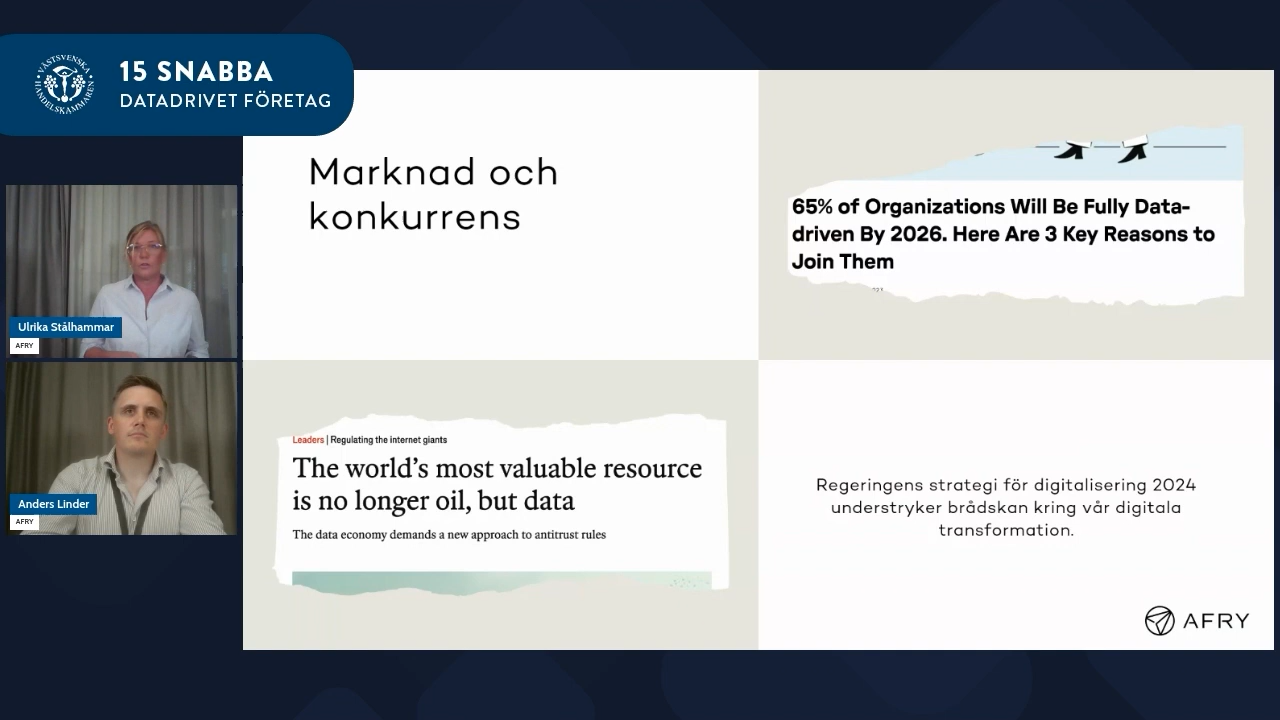 VÄSTSVENSKA
HANDELSKAMMAREN
15 SNABBA
DATADRIVET FÖRETAG
Ulrika Stålhammar
AFRY
Anders Linder
AFRY
Marknad och
konkurrens
65% of Organizations Will Be Fully Data-
driven By 2026. Here Are 3 Key Reasons to
Join Them
Leaders | Regulating the internet giants
The world's most valuable resource
is no longer oil, but data
The data economy demands a new approach to antitrust rules
Regeringens strategi för digitalisering 2024
understryker brådskan kring vår digitala
transformation.
AFRY